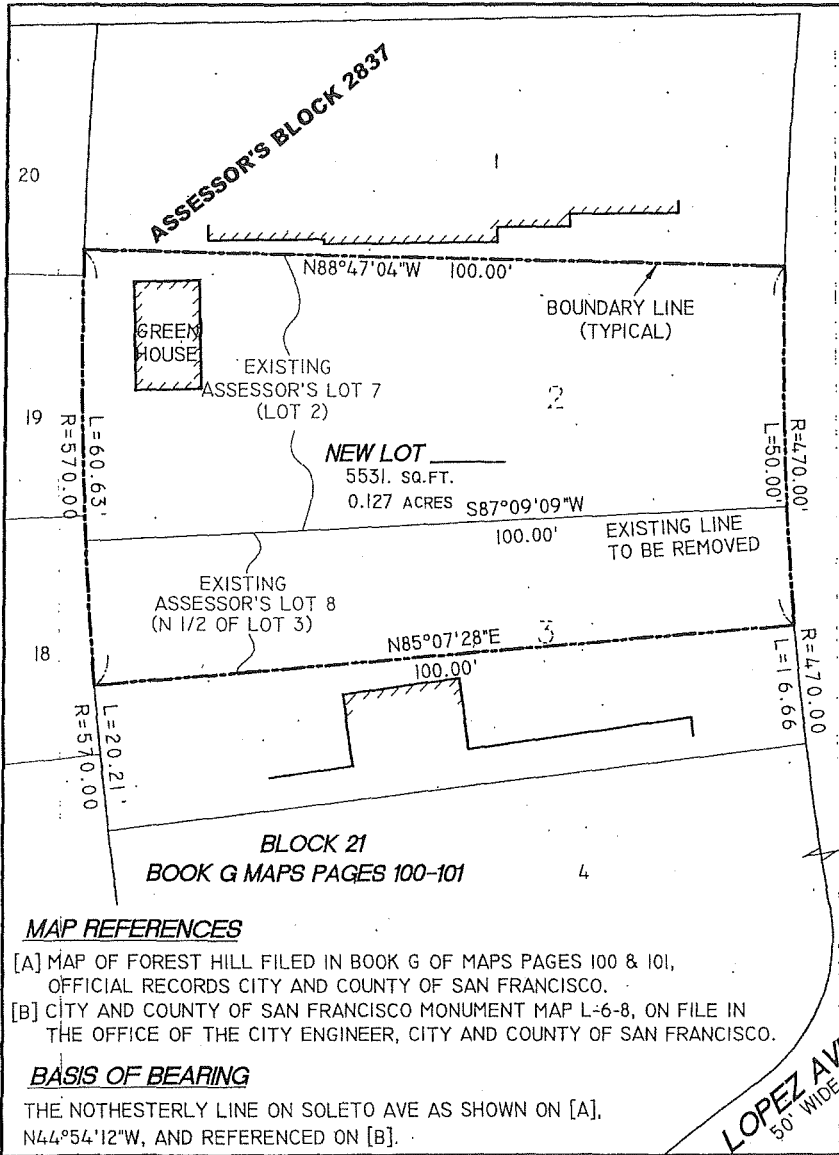 ASSESSOR'S BLOCK 2837
20
1
N88°47'04"W 100.00'
BOUNDARY LINE
(TYPICAL)
GREEN
HOUSE
EXISTING
ASSESSOR'S LOT 7
(LOT 2)
2
19
R=570.00
L=60.63'
R=470.00'
L=50.00'
NEW LOT ______
5531. SQ.FT.
0.127 ACRES
S87°09'09"W
100.00'
EXISTING LINE
TO BE REMOVED
EXISTING
ASSESSOR'S LOT 8
(N 1/2 OF LOT 3)
18
N85°07'28"E
3
100.00'
R=470.00
L=16.66
L=20.21'
R=570.00
BLOCK 21
BOOK G MAPS PAGES 100-101
4
MAP REFERENCES
[A] MAP OF FOREST HILL FILED IN BOOK G OF MAPS PAGES 100 & 101,
OFFICIAL RECORDS CITY AND COUNTY OF SAN FRANCISCO.
[B] CITY AND COUNTY OF SAN FRANCISCO MONUMENT MAP L-6-8, ON FILE IN
THE OFFICE OF THE CITY ENGINEER, CITY AND COUNTY OF SAN FRANCISCO.
BASIS OF BEARING
THE NOTHESTERLY LINE ON SOLETO AVE AS SHOWN ON [A],
N44°54'12"W, AND REFERENCED ON [B].
LOPEZ AV
50' WIDE